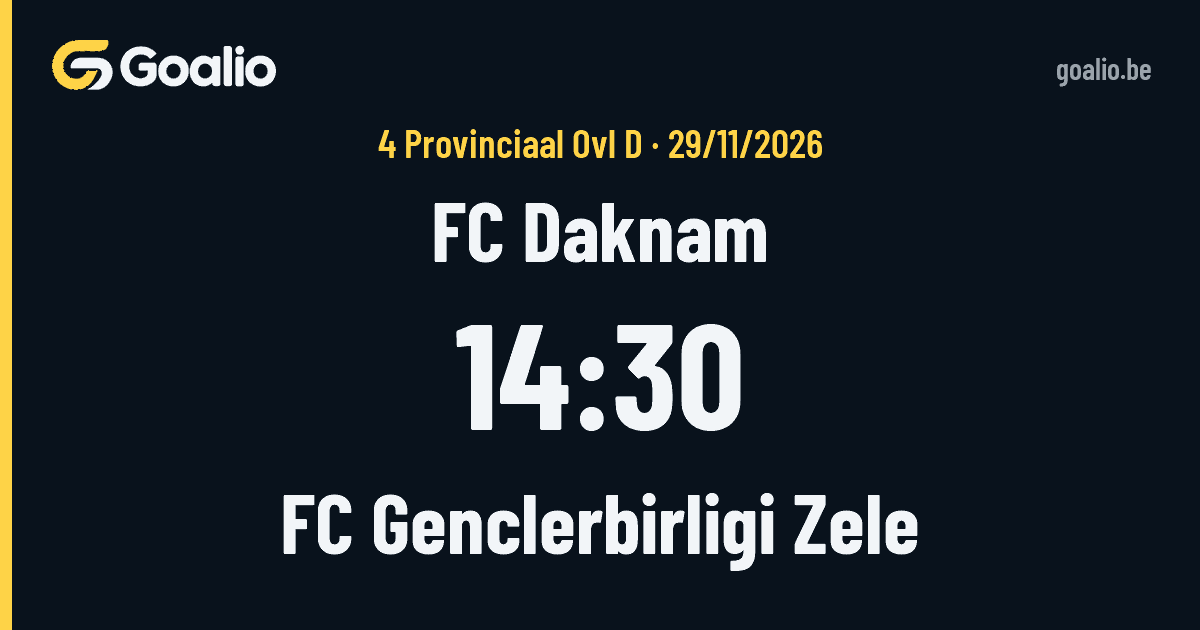 Goalio
goalio.be
4 Provinciaal Ovl D · 29/11/2026
FC Daknam
14:30
FC Genclerbirligi Zele